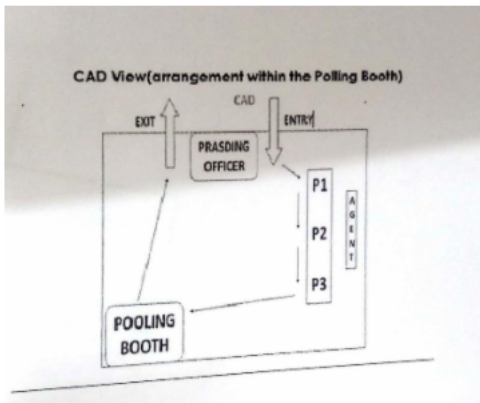 CAD View(arrangement within the Polling Booth)
CAD
EXIT
ENTRY
PRASDING
OFFICER
P1
P2
P3
AGENT
POOLING
BOOTH